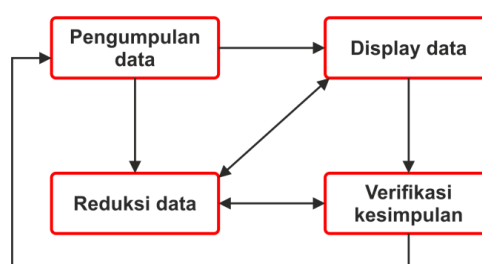 Pengumpulan
data
Display data
Reduksi data
Verifikasi
kesimpulan